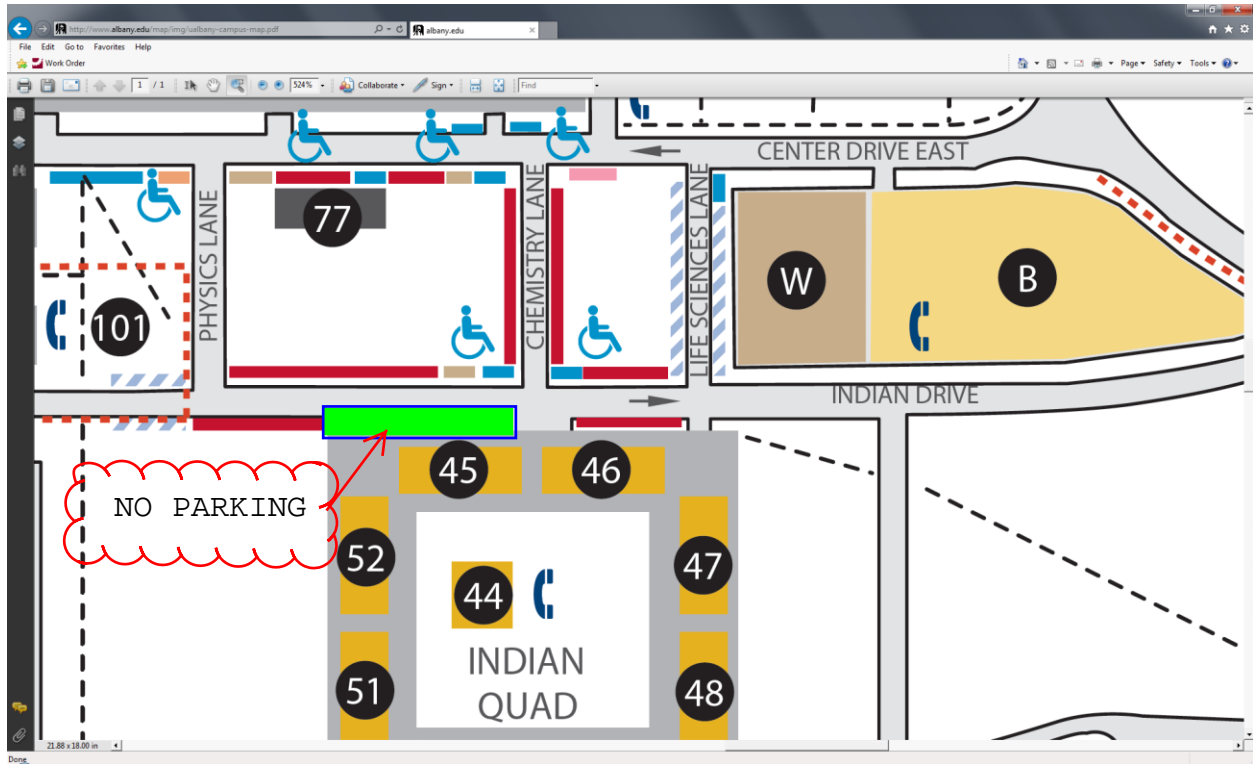 http://www.albany.edu/map/img/ualbany-campus-map.pdf
albany.edu
File Edit Go to Favorites Help
Work Order
Page Safety Tools
1 / 1 524% Collaborate Sign Find
CENTER DRIVE EAST
77
PHYSICS LANE
CHEMISTRY LANE
LIFE SCIENCES LANE
W
B
101
INDIAN DRIVE
45
46
NO PARKING
52
47
44
INDIAN
QUAD
51
48
21.88 x 18.00 in
Done